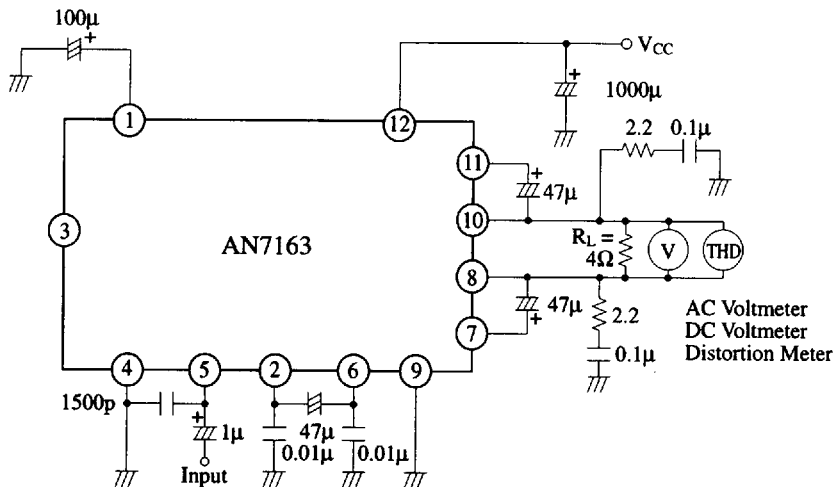 100μ
+
V_CC
+
1000μ
1
12
2.2
0.1μ
11
+
47μ
3
10
AN7163
R_L =
4Ω
V
THD
8
47μ
+
7
2.2
AC Voltmeter
DC Voltmeter
0.1μ
Distortion Meter
4
5
2
6
9
1500p
+
1μ
47μ
0.01μ
0.01μ
Input